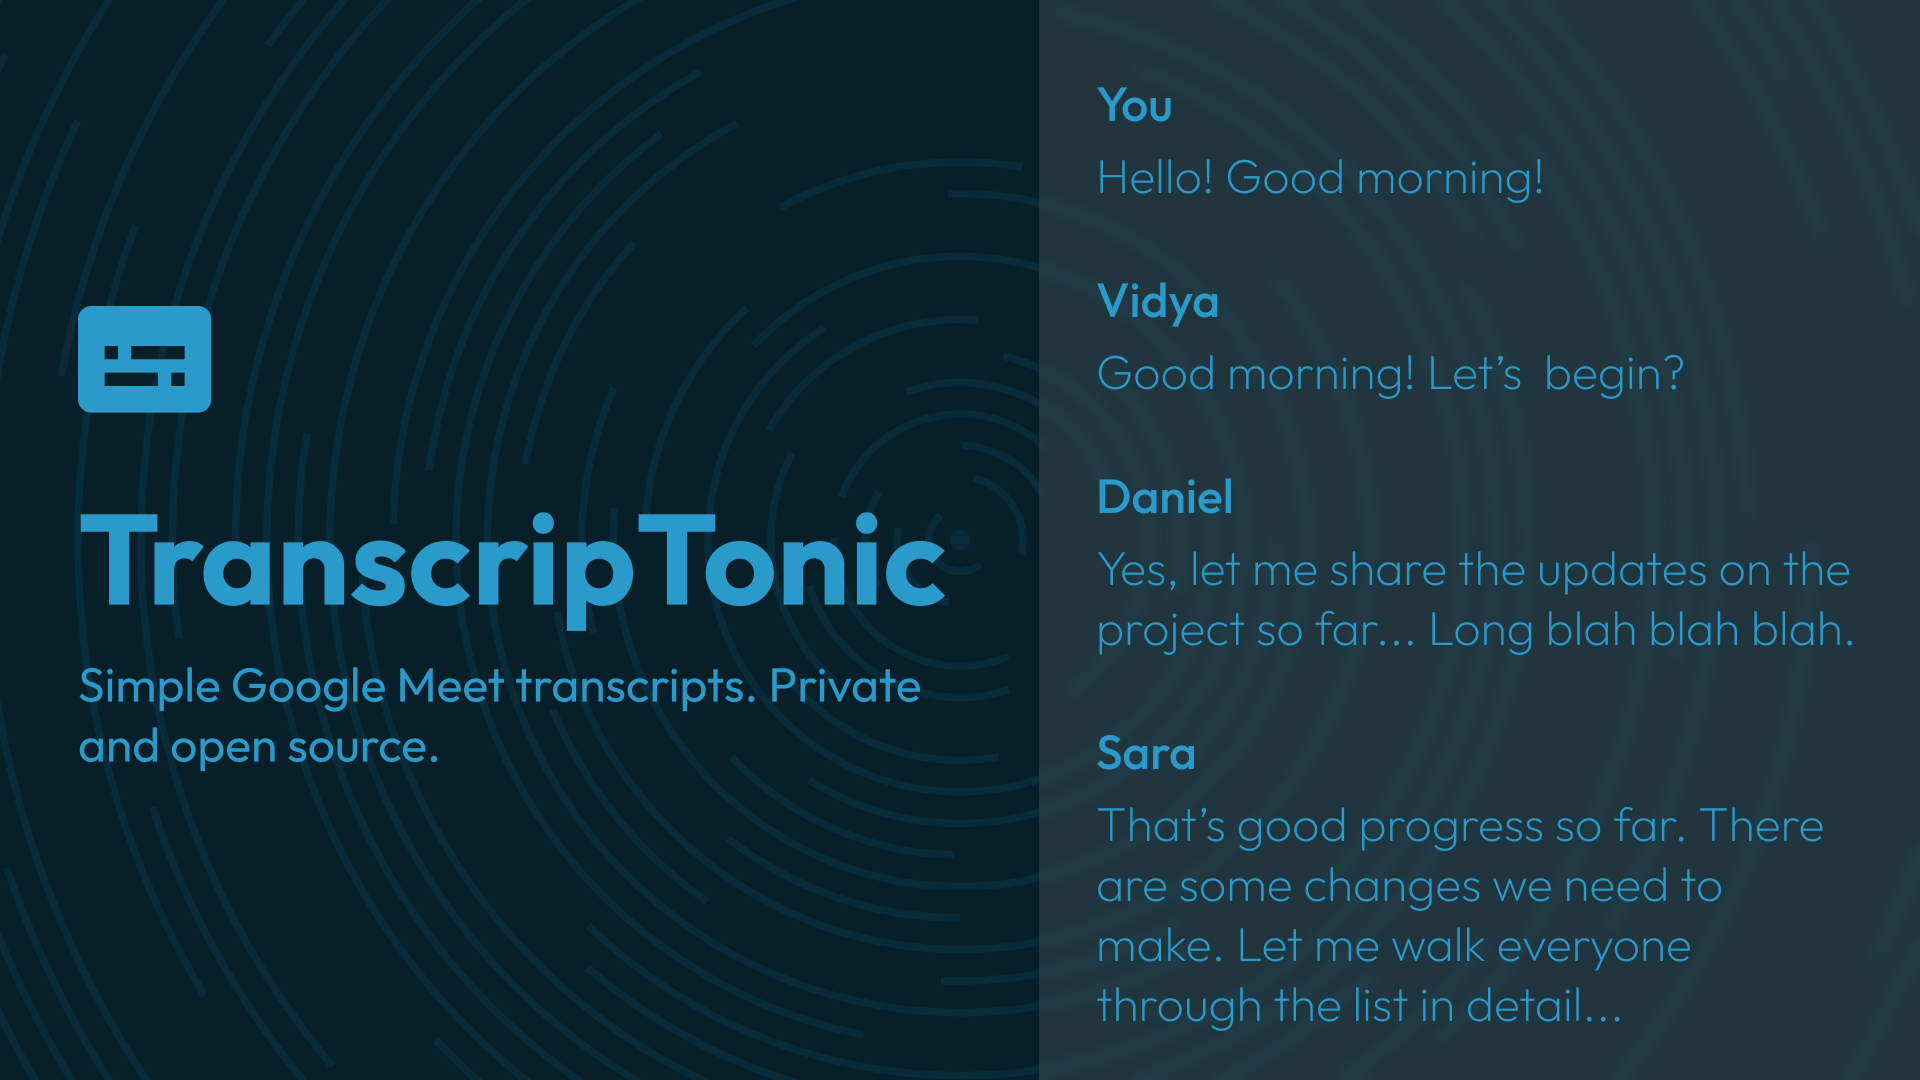 TranscripTonic
Simple Google Meet transcripts. Private
and open source.
You
Hello! Good morning!
Vidya
Good morning! Let’s  begin?
Daniel
Yes, let me share the updates on the
project so far... Long blah blah blah.
Sara
That’s good progress so far. There
are some changes we need to
make. Let me walk everyone
through the list in detail...